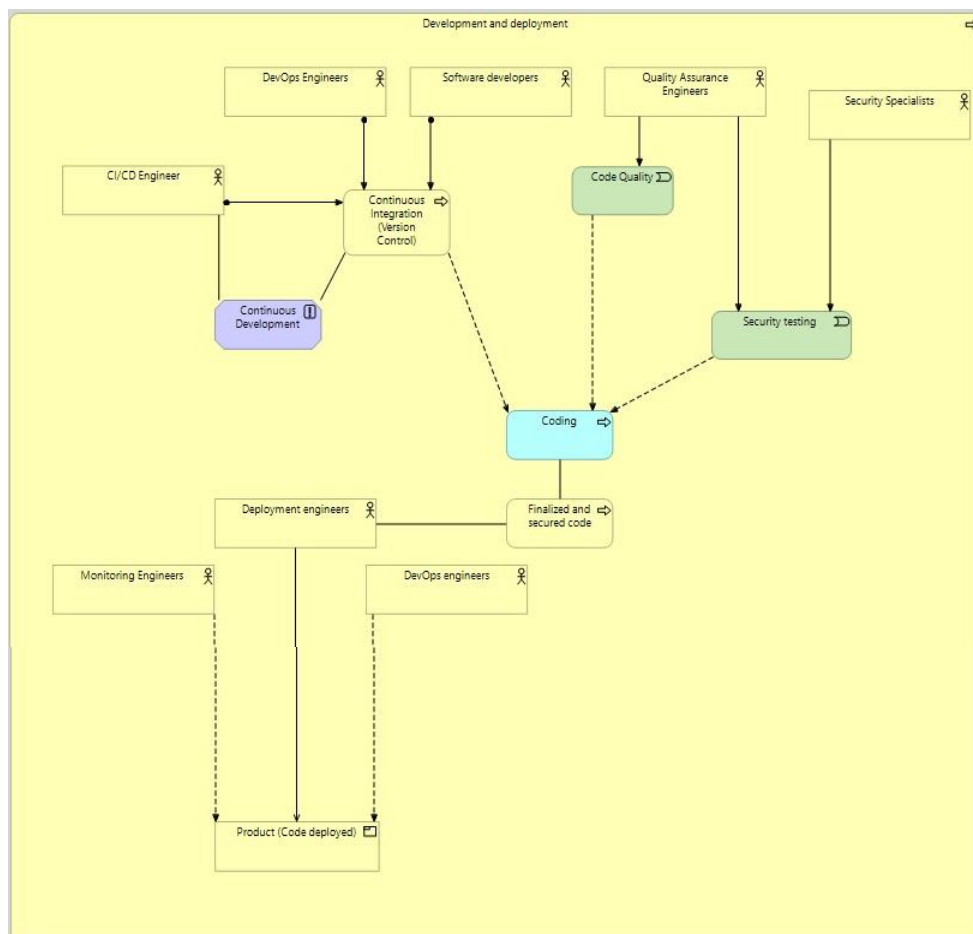 Development and deployment
DevOps Engineers
Software developers
Quality Assurance
Engineers
Security Specialists
CI/CD Engineer
Continuous
Integration
(Version
Control)
Code Quality
Continuous
Development
Security testing
Coding
Deployment engineers
Finalized and
secured code
Monitoring Engineers
DevOps engineers
Product (Code deployed)